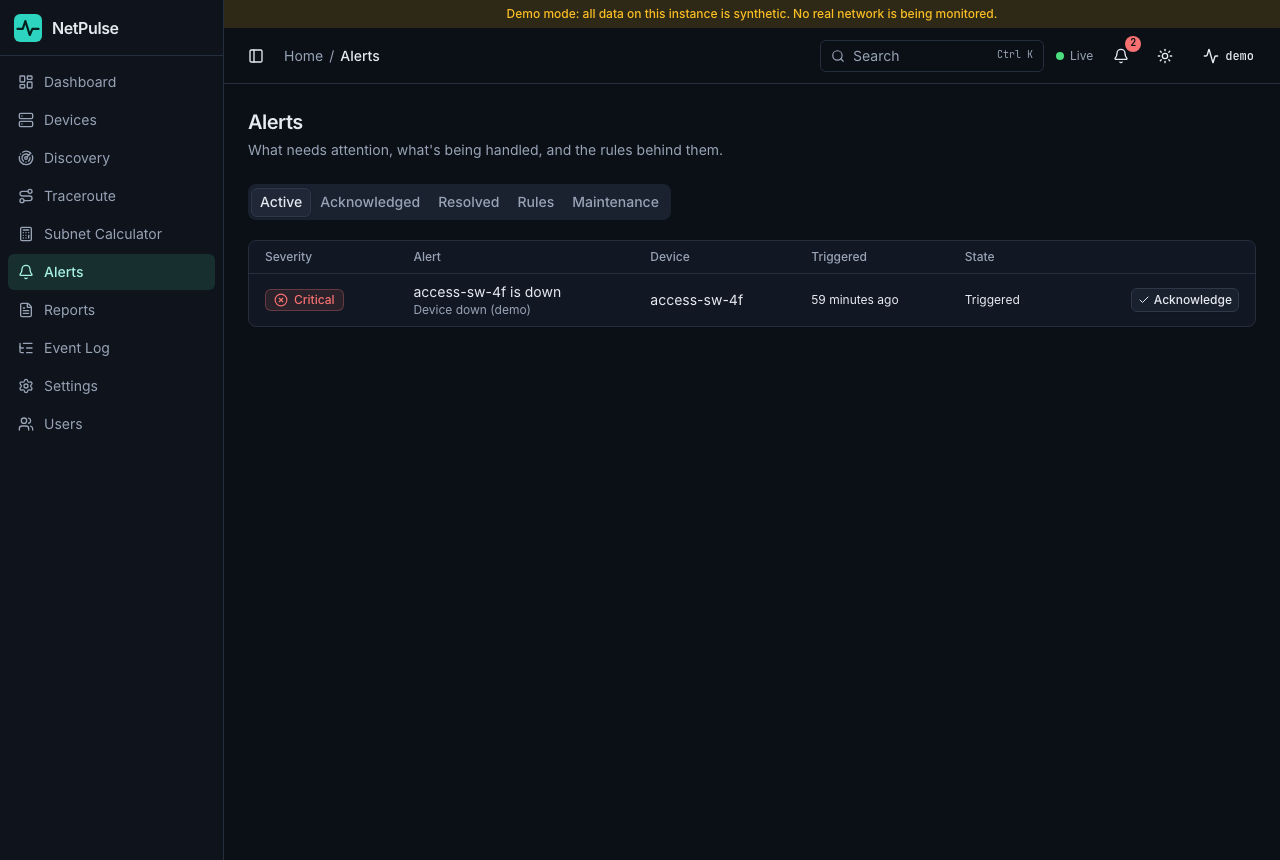 NetPulse
Demo mode: all data on this instance is synthetic. No real network is being monitored.
Home / Alerts
Search Ctrl K
Live
2
demo
Dashboard
Devices
Discovery
Traceroute
Subnet Calculator
Alerts
Reports
Event Log
Settings
Users
Alerts
What needs attention, what's being handled, and the rules behind them.
Active Acknowledged Resolved Rules Maintenance
Severity Alert Device Triggered State
Critical access-sw-4f is down access-sw-4f 59 minutes ago Triggered Acknowledge
Device down (demo)